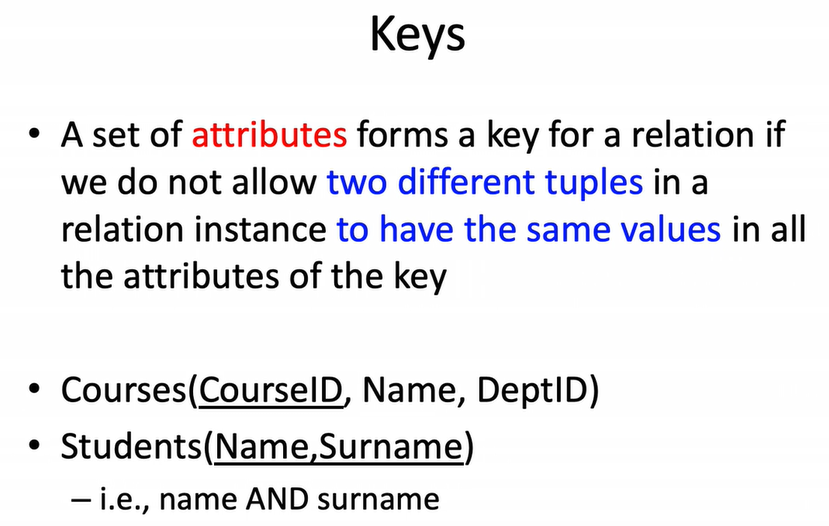 Keys
• A set of attributes forms a key for a relation if
we do not allow two different tuples in a
relation instance to have the same values in all
the attributes of the key
• Courses(CourseID, Name, DeptID)
• Students(Name,Surname)
– i.e., name AND surname